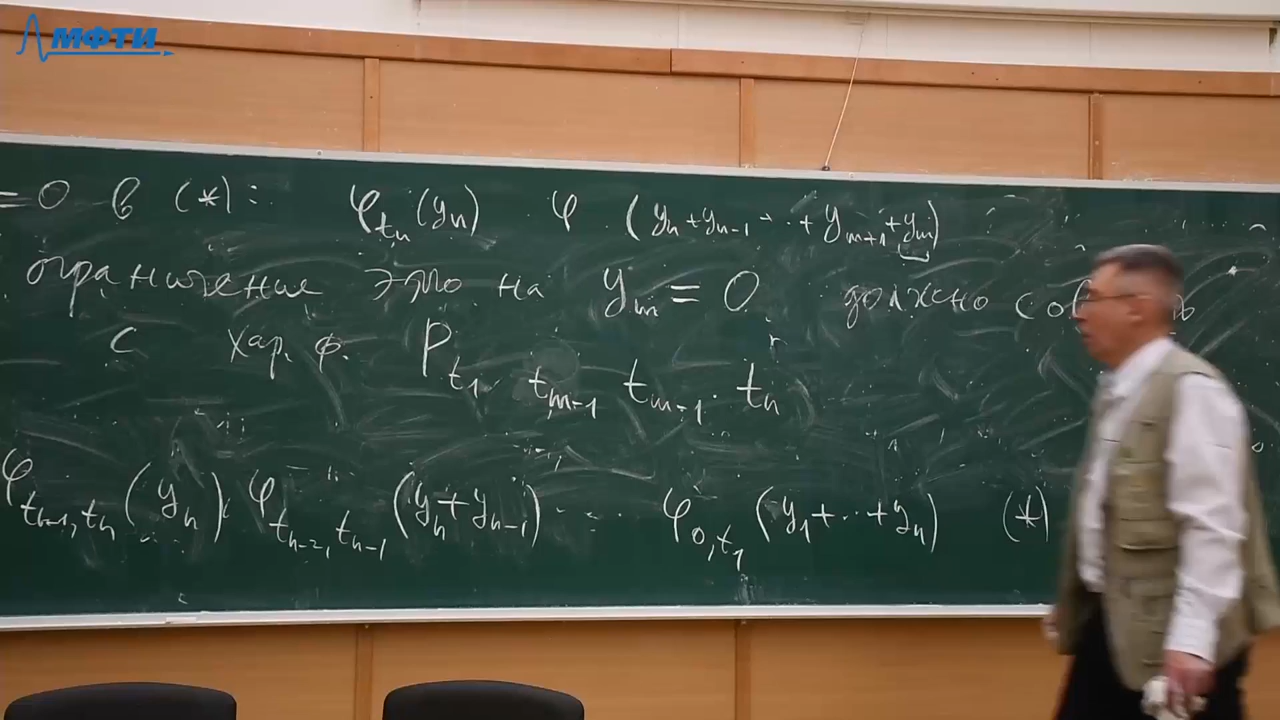 МФТИ
= 0 в (*): φ_{t_n}(y_n) φ (y_n + y_{n-1} ... + y_{m+1} + y_m)
ограничение это на y_m = 0 должно
с хар. ф. P_{t_1 t_{m-1} t_{m-1} t_n}
φ_{t_{n-1}, t_n}(y_n) · φ_{t_{n-2}, t_{n-1}}(y_n + y_{n-1}) ... φ_{0, t_1}(y_1 + ... + y_n) (*)